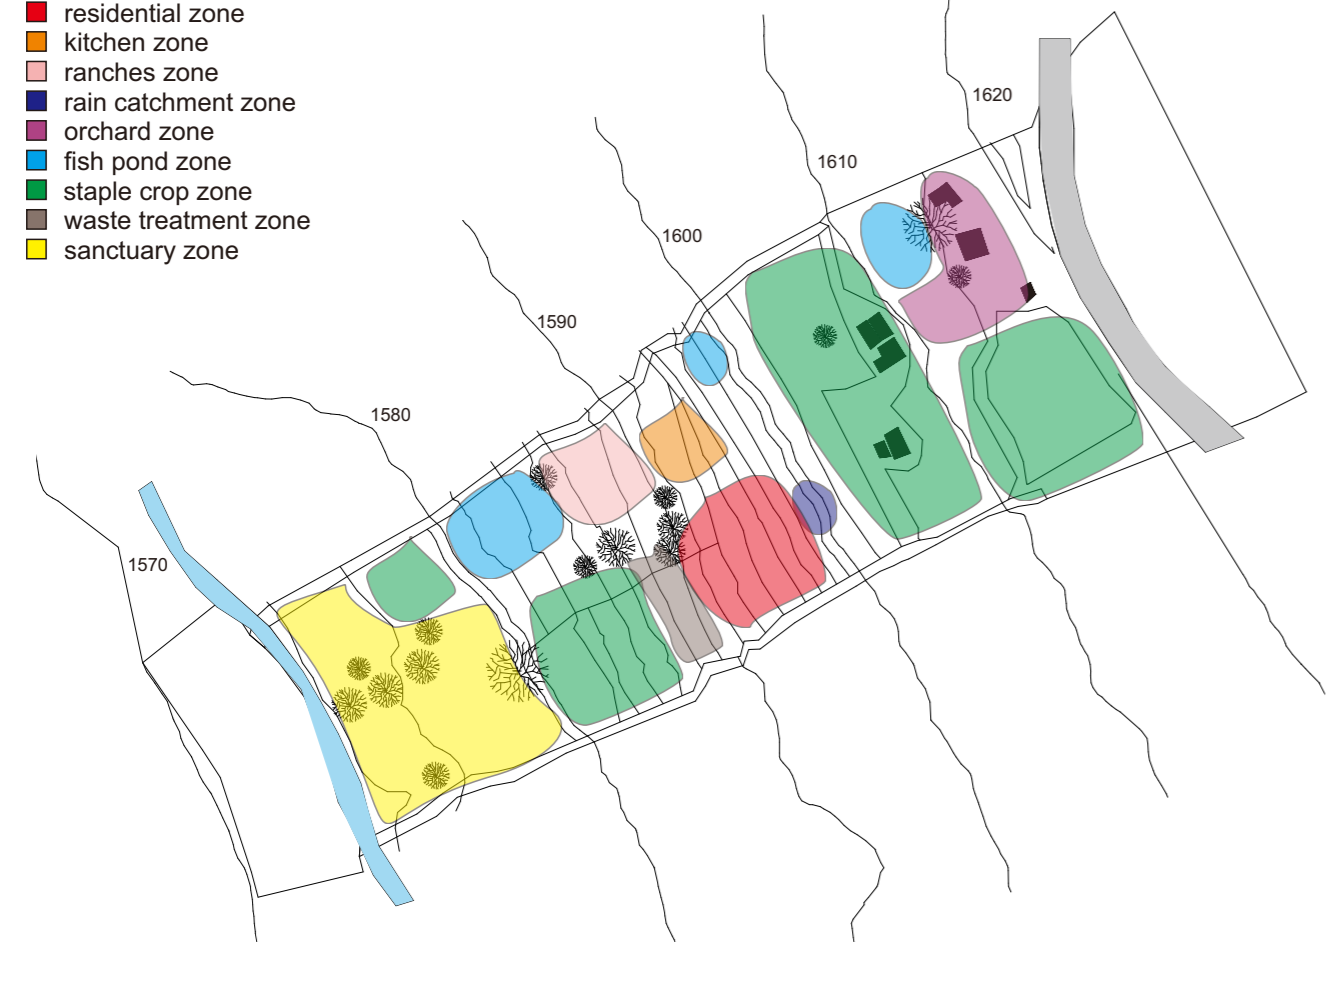 residential zone
kitchen zone
ranches zone
rain catchment zone
orchard zone
fish pond zone
staple crop zone
waste treatment zone
sanctuary zone
1620
1610
1600
1590
1580
1570